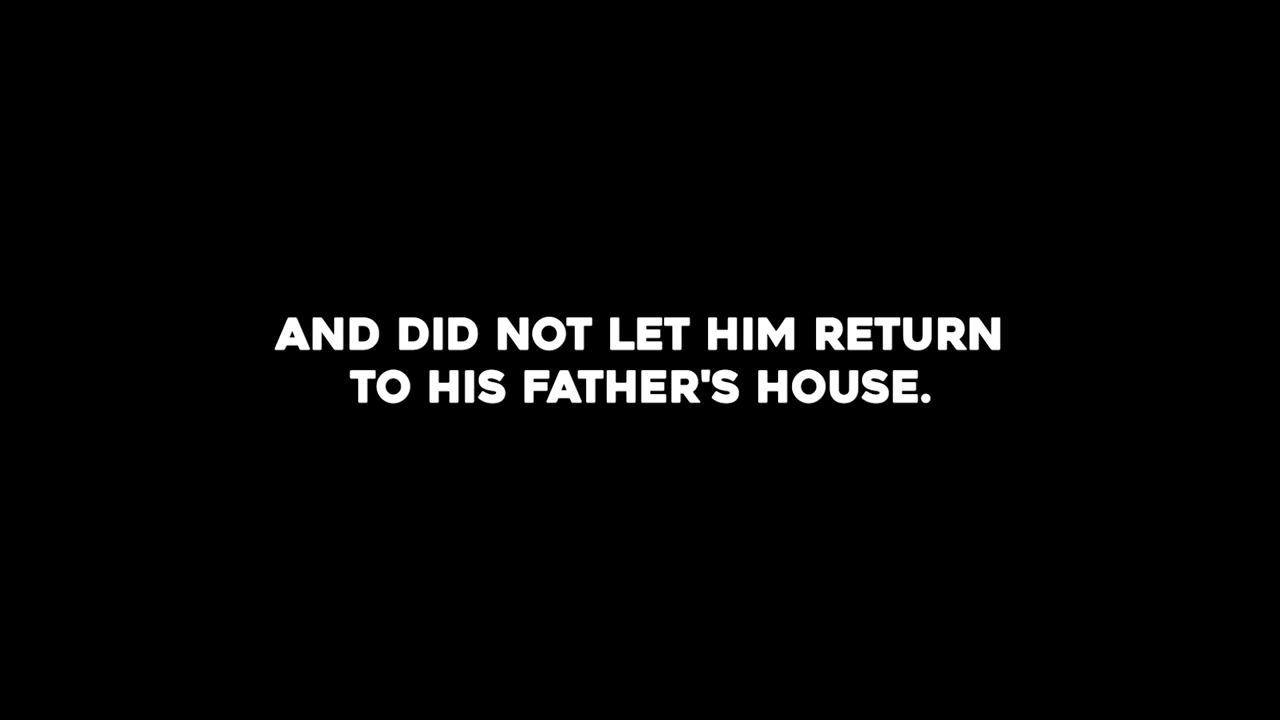 AND DID NOT LET HIM RETURN
TO HIS FATHER'S HOUSE.